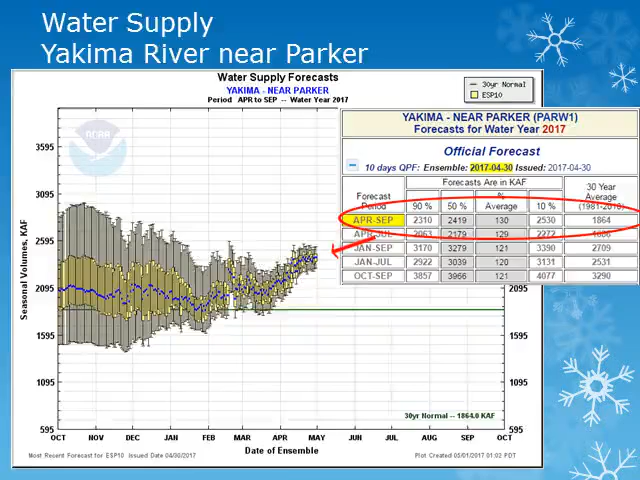 Water Supply
Yakima River near Parker
Water Supply Forecasts
YAKIMA - NEAR PARKER
Period APR to SEP -- Water Year 2017
30yr Normal
ESP10
NOAA
YAKIMA - NEAR PARKER (PARW1)
Forecasts for Water Year 2017
Official Forecast
10 days QPF: Ensemble: 2017-04-30 Issued: 2017-04-30
Forecast Period
Forecasts Are in KAF
90 % 50 % % Average 10 %
30 Year Average (1981-2010)
APR-SEP 2310 2419 130 2530 1864
APR-JUL 2063 2179 129 2272
JAN-SEP 3170 3279 121 3390 2709
JAN-JUL 2922 3039 120 3131 2531
OCT-SEP 3857 3966 121 4077 3290
Seasonal Volumes, KAF
3595
3095
2595
2095 2095
1595 1595
1095 1095
595 595
30yr Normal -- 1864.0 KAF
OCT NOV DEC JAN FEB MAR APR MAY JUN JUL AUG SEP OCT
Date of Ensemble
Most Recent Forecast for ESP10 Issued Date 04/30/2017
Plot Created 05/01/2017 01:02 PDT